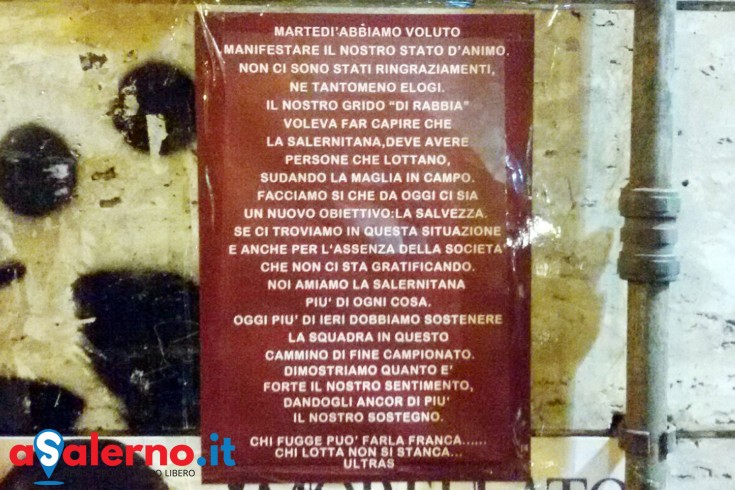 MARTEDI'ABBIAMO VOLUTO
MANIFESTARE IL NOSTRO STATO D'ANIMO.
NON CI SONO STATI RINGRAZIAMENTI,
NE TANTOMENO ELOGI.
IL NOSTRO GRIDO "DI RABBIA"
VOLEVA FAR CAPIRE CHE
LA SALERNITANA,DEVE AVERE
PERSONE CHE LOTTANO,
SUDANDO LA MAGLIA IN CAMPO.
FACCIAMO SI CHE DA OGGI CI SIA
UN NUOVO OBIETTIVO:LA SALVEZZA.
SE CI TROVIAMO IN QUESTA SITUAZIONE
E ANCHE PER L'ASSENZA DELLA SOCIETA'
CHE NON CI STA GRATIFICANDO.
NOI AMIAMO LA SALERNITANA
PIU' DI OGNI COSA.
OGGI PIU' DI IERI DOBBIAMO SOSTENERE
LA SQUADRA IN QUESTO
CAMMINO DI FINE CAMPIONATO.
DIMOSTRIAMO QUANTO E'
FORTE IL NOSTRO SENTIMENTO,
DANDOGLI ANCOR DI PIU'
IL NOSTRO SOSTEGNO.
CHI FUGGE PUO' FARLA FRANCA......
CHI LOTTA NON SI STANCA...
ULTRAS
aSalerno.it
LIBERO